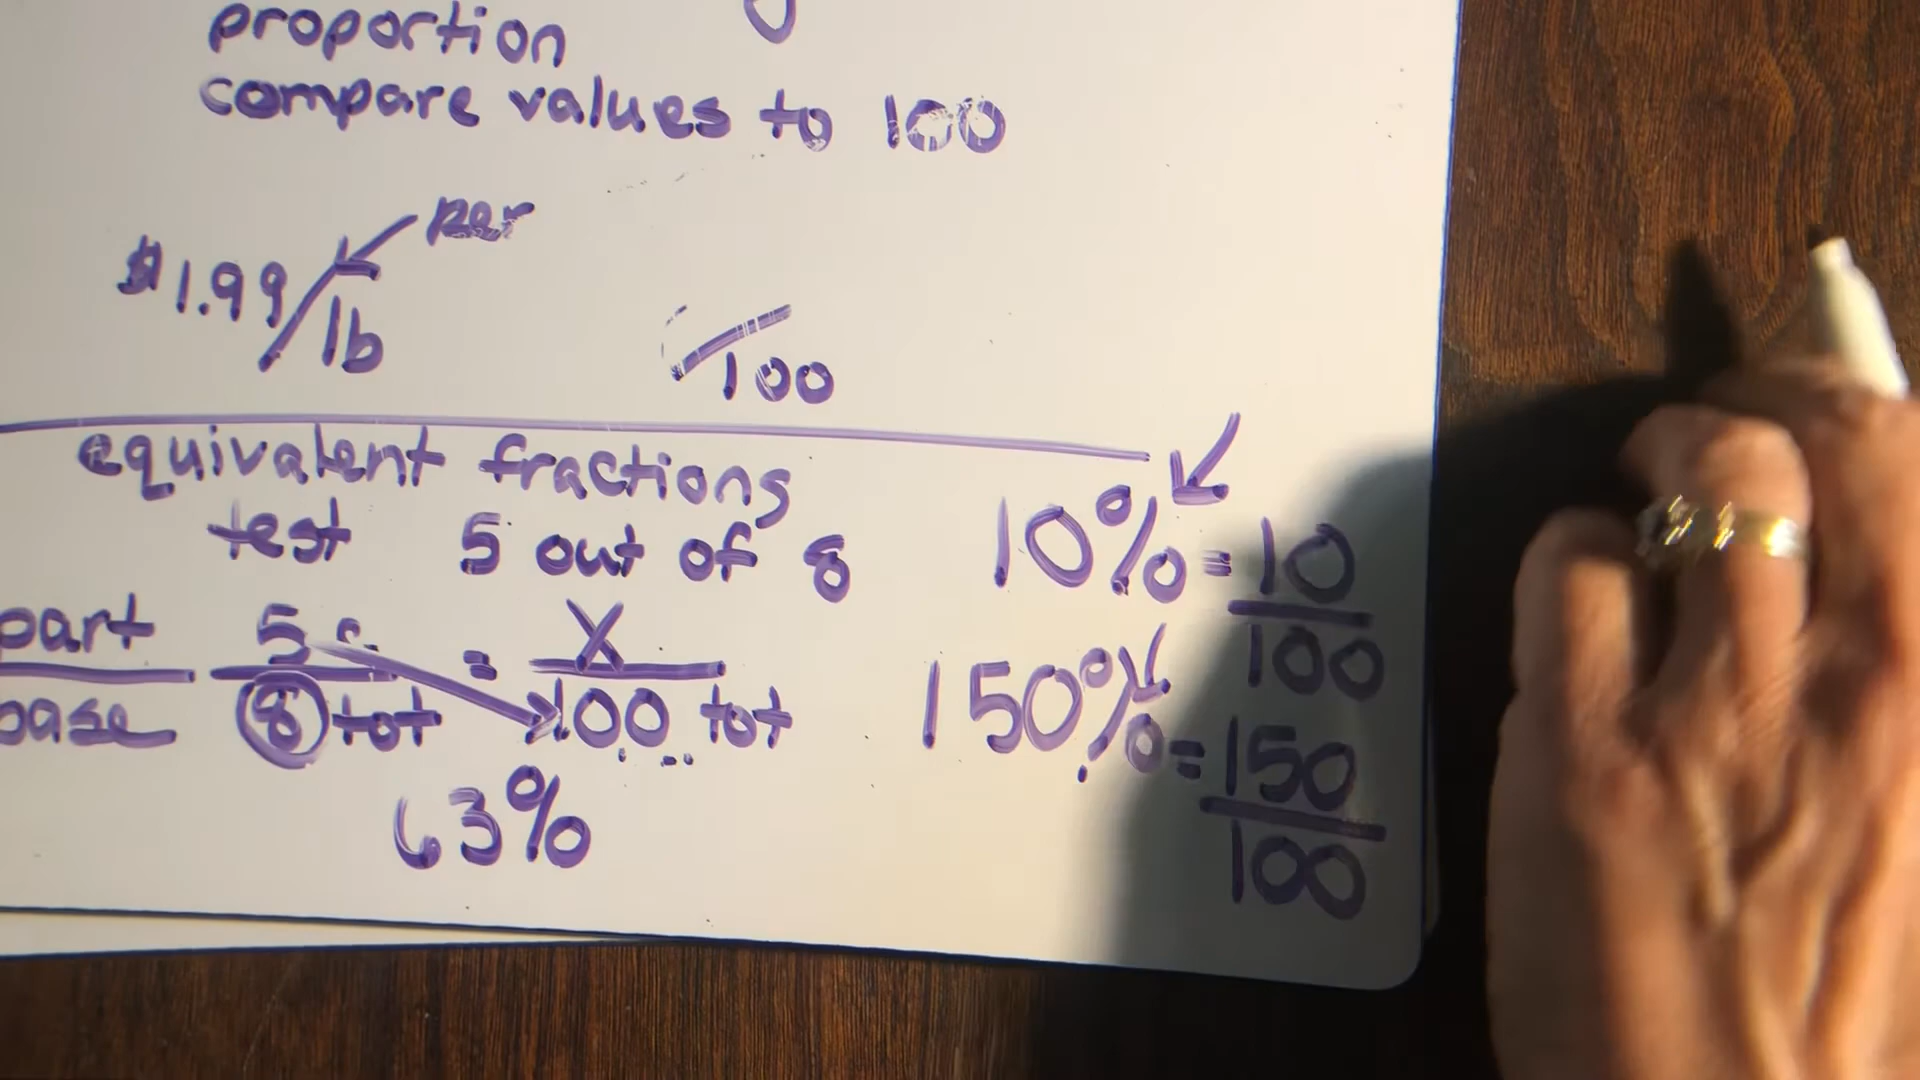 proportion
compare values to 100
per
$1.99/lb
/100
equivalent fractions
test 5 out of 8
10% = 10
100
part 5 = X
base 8 tot 100 tot
150% = 150
100
63%